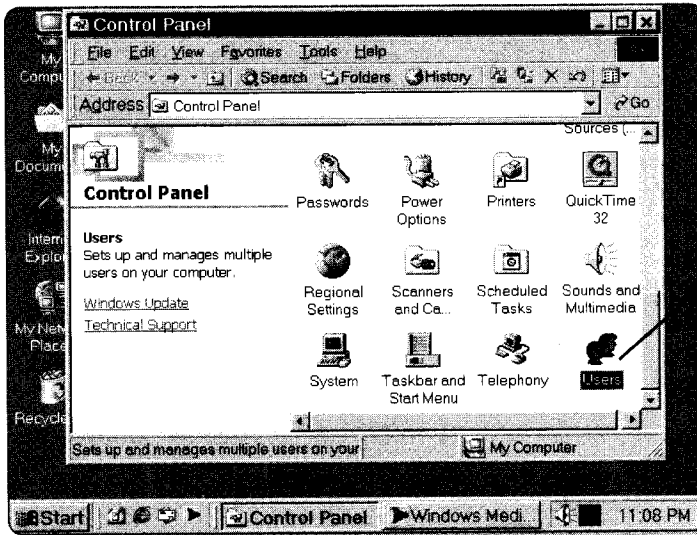 Control Panel
File Edit View Favorites Tools Help
Back Search Folders History
Address Control Panel Go
My
Compu
My
Docum
Intern
Explo
My Netw
Place
Recycle
Control Panel
Users
Sets up and manages multiple
users on your computer.
Windows Update
Technical Support
Sources (...
Passwords
Power
Options
Printers
QuickTime
32
Regional
Settings
Scanners
and Ca...
Scheduled
Tasks
Sounds and
Multimedia
System
Taskbar and
Start Menu
Telephony
Users
Sets up and manages multiple users on your
My Computer
Start Control Panel Windows Medi... 11:08 PM